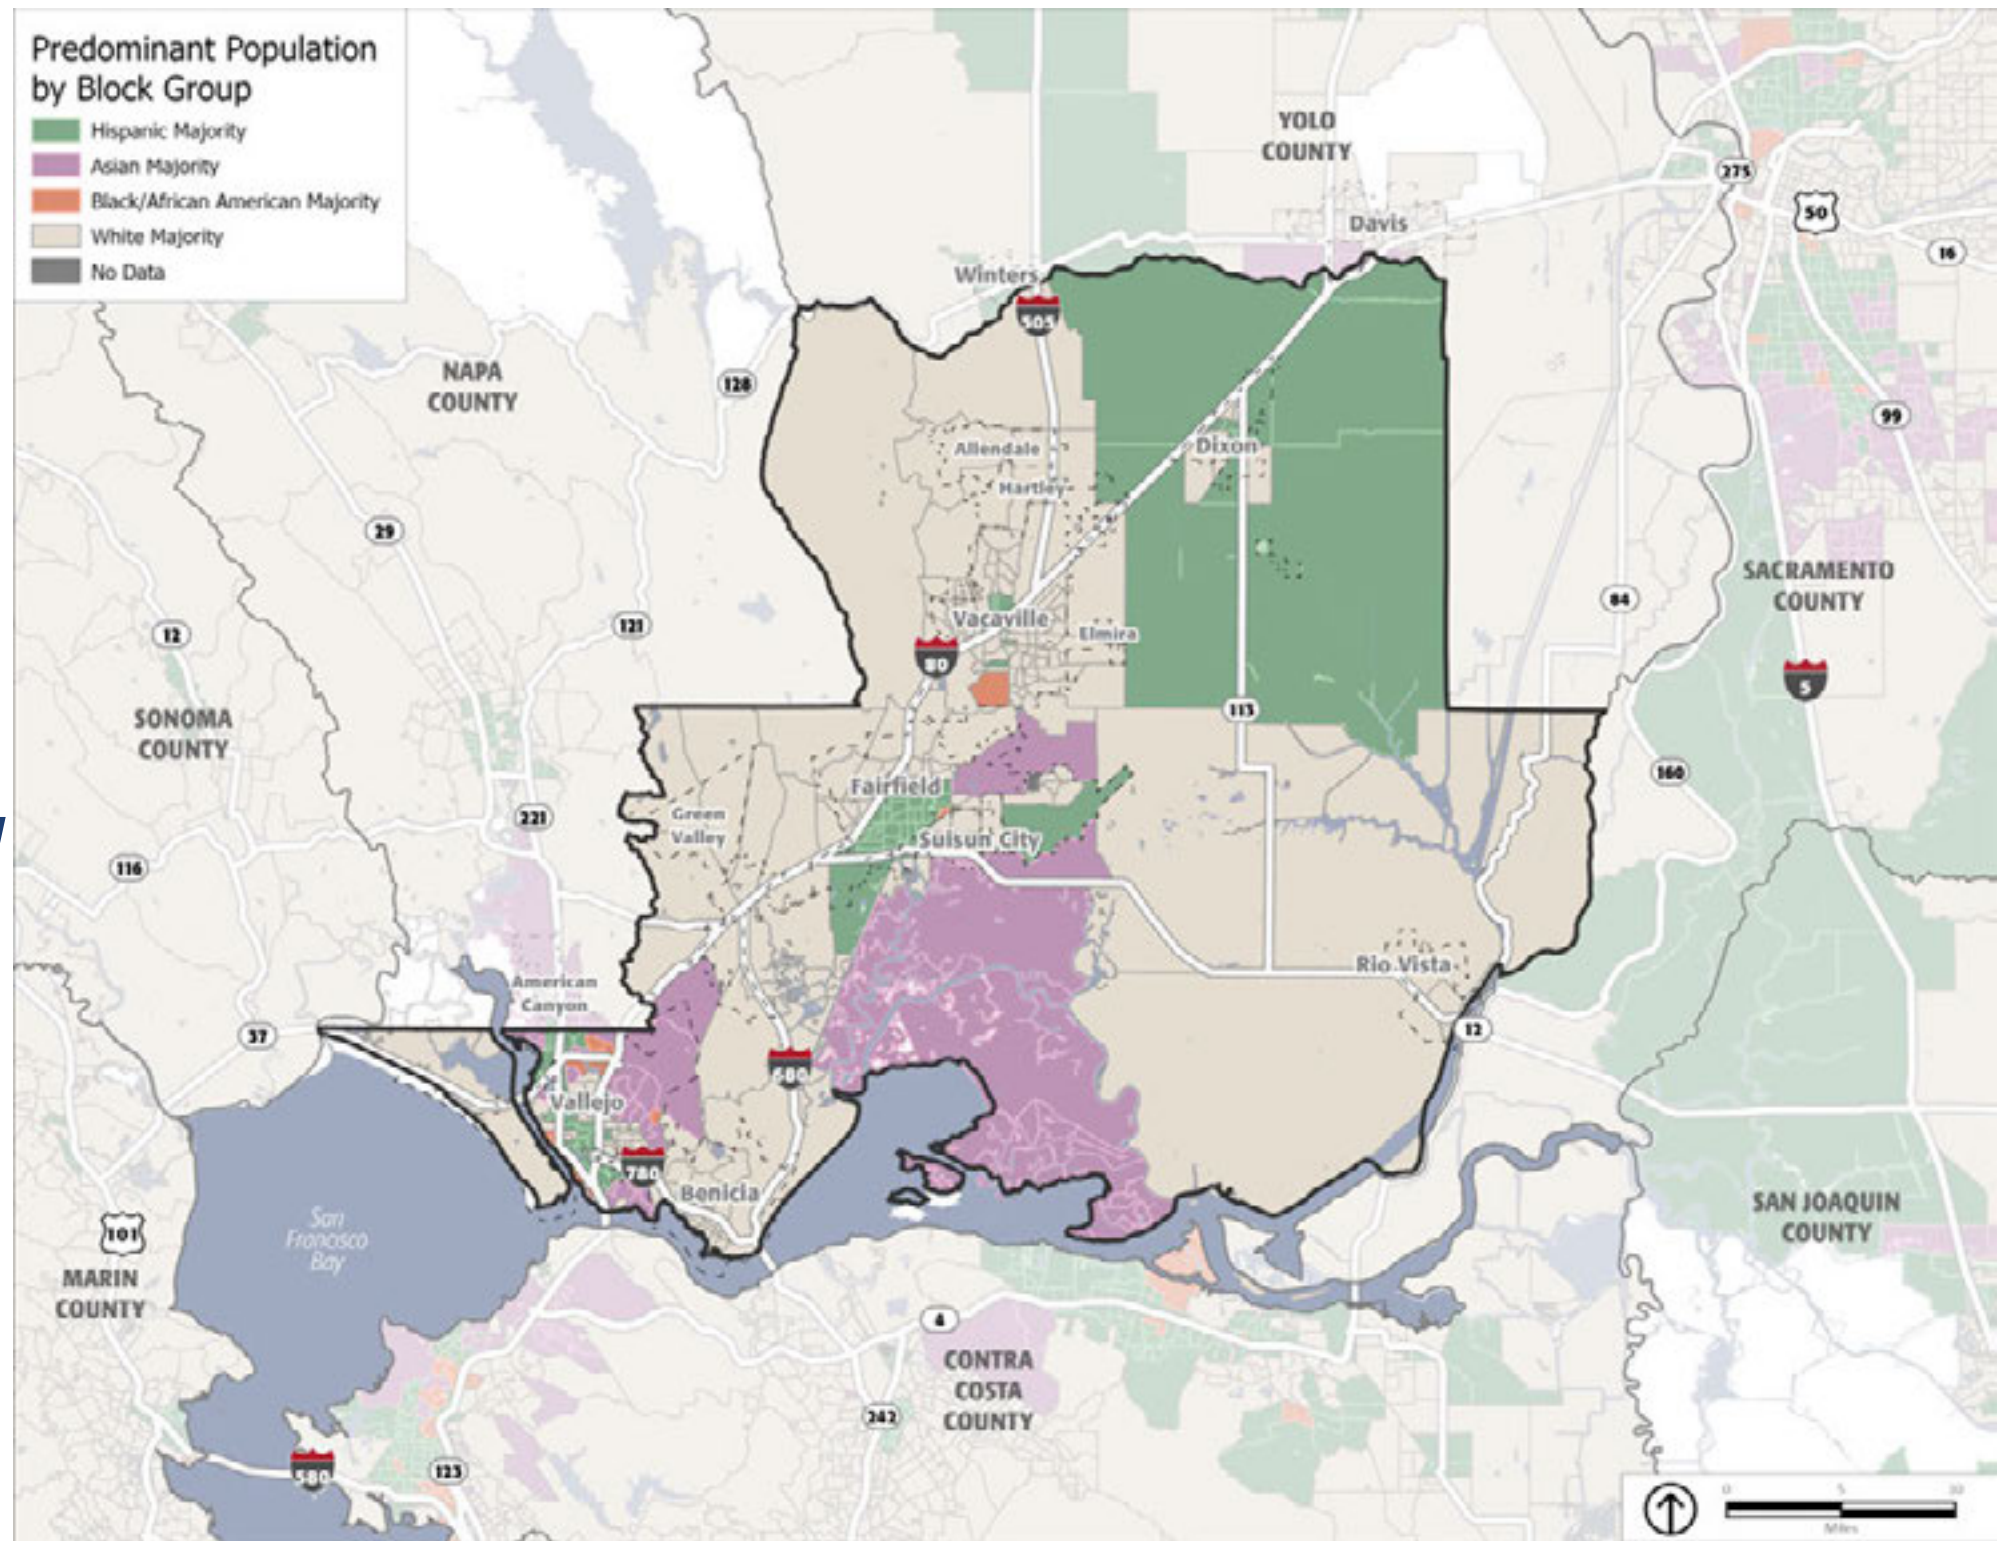 Predominant Population
by Block Group
Hispanic Majority
Asian Majority
Black/African American Majority
White Majority
No Data
YOLO
COUNTY
275
50
Davis
16
Winters
505
NAPA
COUNTY
128
99
Allendale
Dixon
Hartley
29
SACRAMENTO
COUNTY
84
12
121
Vacaville
Elmira
80
5
SONOMA
COUNTY
113
160
Fairfield
221
Green
Valley
Suisun City
116
Rio Vista
American
Canyon
37
12
680
Vallejo
780
Benicia
San
Francisco
Bay
101
SAN JOAQUIN
COUNTY
MARIN
COUNTY
4
CONTRA
COSTA
COUNTY
242
580
123
0 5 10
Miles